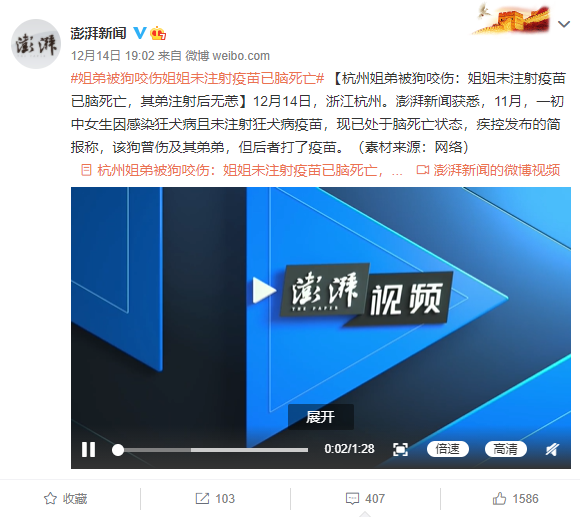 澎湃新闻
12月14日 19:02 来自 微博 weibo.com
#姐弟被狗咬伤姐姐未注射疫苗已脑死亡# 【杭州姐弟被狗咬伤：姐姐未注射疫苗
已脑死亡，其弟注射后无恙】12月14日，浙江杭州。澎湃新闻获悉，11月，一初
中女生因感染狂犬病且未注射狂犬病疫苗，现已处于脑死亡状态，疾控发布的简
报称，该狗曾伤及其弟弟，但后者打了疫苗。（素材来源：网络）
杭州姐弟被狗咬伤：姐姐未注射疫苗已脑死亡，... 澎湃新闻的微博视频
澎湃
THE PAPER
视频
展开
0:02/1:28 倍速 高清
收藏 103 407 1586